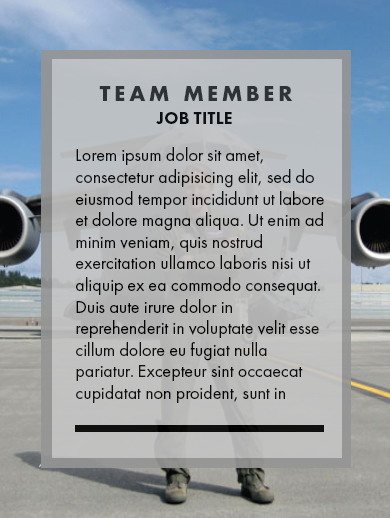 TEAM MEMBER
JOB TITLE
Lorem ipsum dolor sit amet,
consectetur adipisicing elit, sed do
eiusmod tempor incididunt ut labore
et dolore magna aliqua. Ut enim ad
minim veniam, quis nostrud
exercitation ullamco laboris nisi ut
aliquip ex ea commodo consequat.
Duis aute irure dolor in
reprehenderit in voluptate velit esse
cillum dolore eu fugiat nulla
pariatur. Excepteur sint occaecat
cupidatat non proident, sunt in